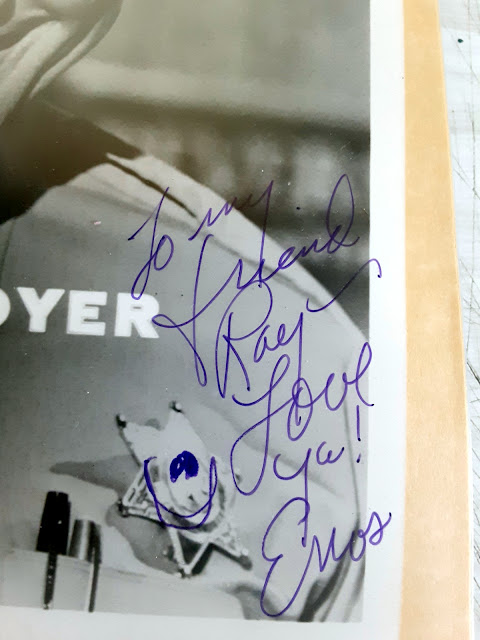 To my
friend
OYER
Ray
Love
ya!
Enos